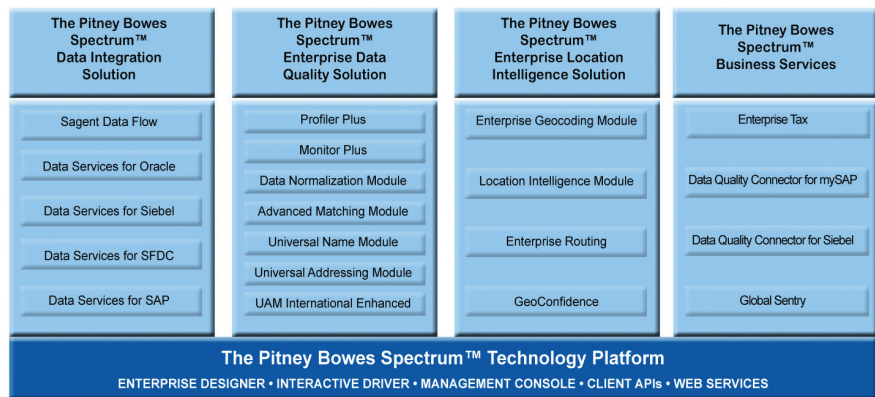 The Pitney Bowes
Spectrum™
Data Integration
Solution
Sagent Data Flow
Data Services for Oracle
Data Services for Siebel
Data Services for SFDC
Data Services for SAP
The Pitney Bowes
Spectrum™
Enterprise Data
Quality Solution
Profiler Plus
Monitor Plus
Data Normalization Module
Advanced Matching Module
Universal Name Module
Universal Addressing Module
UAM International Enhanced
The Pitney Bowes
Spectrum™
Enterprise Location
Intelligence Solution
Enterprise Geocoding Module
Location Intelligence Module
Enterprise Routing
GeoConfidence
The Pitney Bowes
Spectrum™
Business Services
Enterprise Tax
Data Quality Connector for mySAP
Data Quality Connector for Siebel
Global Sentry
The Pitney Bowes Spectrum™ Technology Platform
ENTERPRISE DESIGNER • INTERACTIVE DRIVER • MANAGEMENT CONSOLE • CLIENT APIs • WEB SERVICES